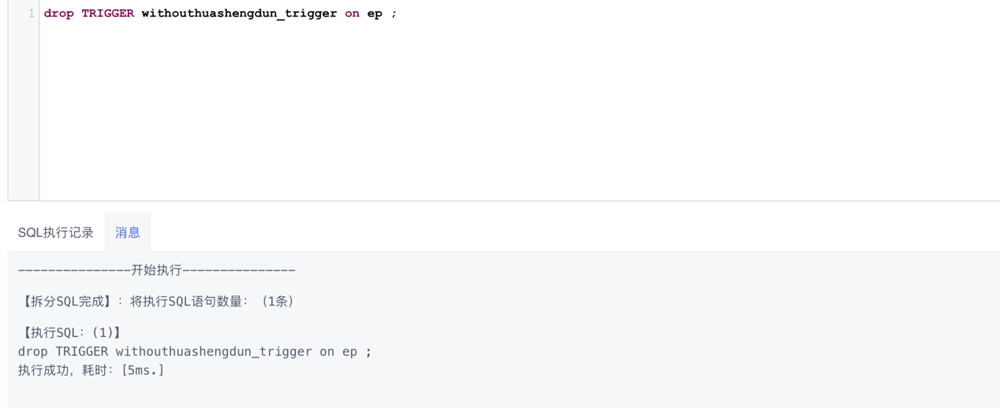 1 drop TRIGGER withouthuashengdun_trigger on ep ;
SQL执行记录 消息
---------------开始执行---------------
【拆分SQL完成】:将执行SQL语句数量: (1条)
【执行SQL:(1)】
drop TRIGGER withouthuashengdun_trigger on ep ;
执行成功,耗时:[5ms.]